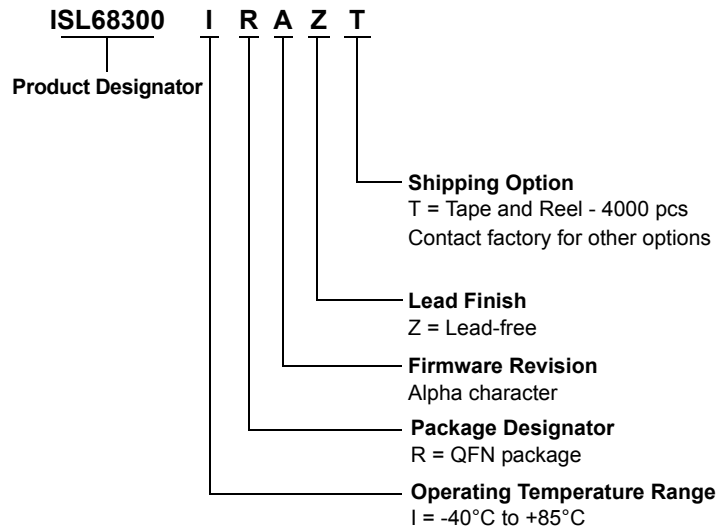 ISL68300 I R A Z T
Product Designator
Shipping Option
T = Tape and Reel - 4000 pcs
Contact factory for other options
Lead Finish
Z = Lead-free
Firmware Revision
Alpha character
Package Designator
R = QFN package
Operating Temperature Range
I = -40°C to +85°C